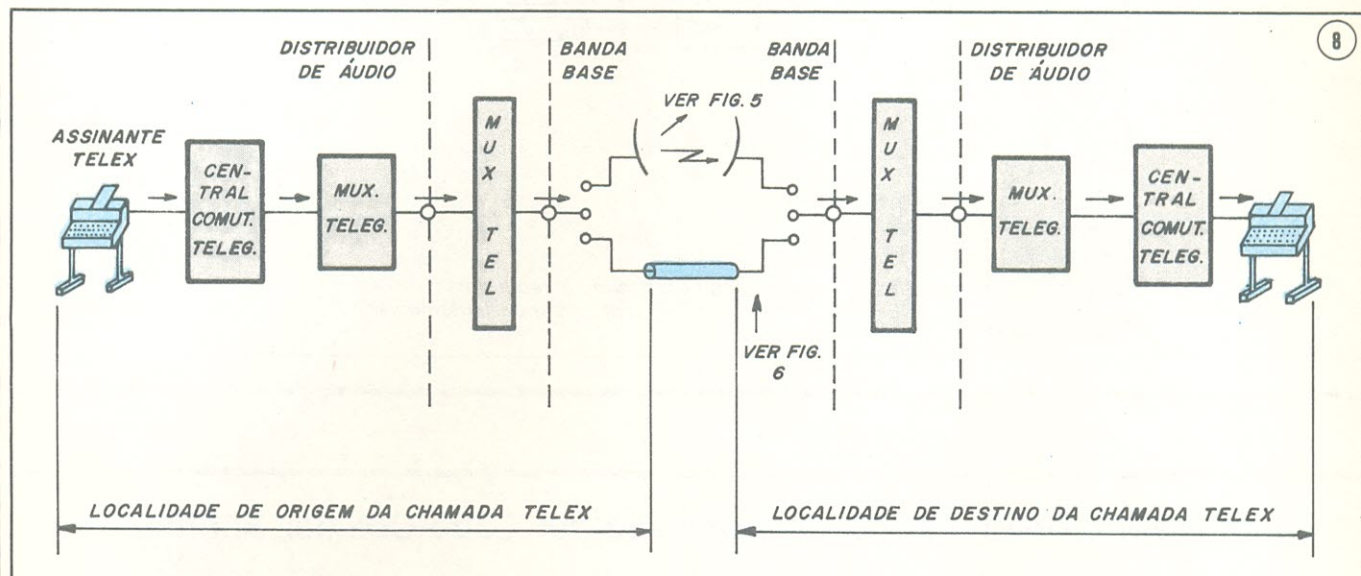 8
DISTRIBUIDOR
DE ÁUDIO
BANDA
BASE
BANDA
BASE
DISTRIBUIDOR
DE ÁUDIO
VER FIG. 5
ASSINANTE
TELEX
CEN-
TRAL
COMUT.
TELEG.
MUX.
TELEG.
M
U
X
T
E
L
M
U
X
T
E
L
MUX.
TELEG.
CEN-
TRAL
COMUT.
TELEG.
VER FIG.
6
LOCALIDADE DE ORIGEM DA CHAMADA TELEX
LOCALIDADE DE DESTINO DA CHAMADA TELEX